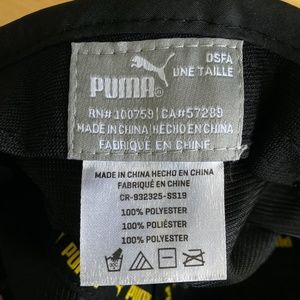 OSFA
PUMA®
UNE TAILLE
RN# 100759 | CA# 57289
MADE IN CHINA | HECHO EN CHINA
FABRIQUÉ EN CHINE
MADE IN CHINA HECHO EN CHINA
FABRIQUÉ EN CHINE
CR-932325-SS19
100% POLYESTER
100% POLIÉSTER
100% POLYESTER
PUMA